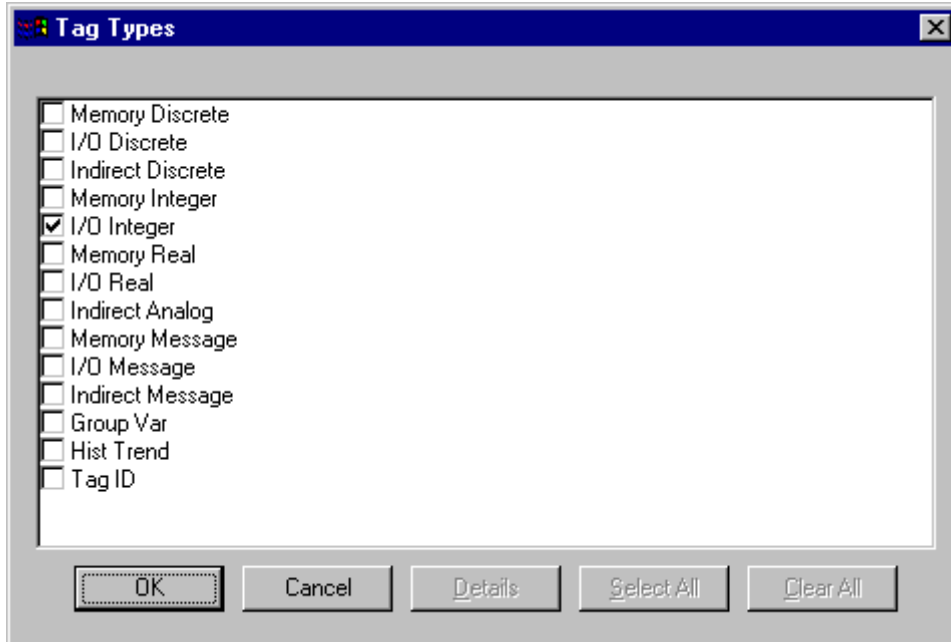 Tag Types
Memory Discrete
I/O Discrete
Indirect Discrete
Memory Integer
I/O Integer
Memory Real
I/O Real
Indirect Analog
Memory Message
I/O Message
Indirect Message
Group Var
Hist Trend
Tag ID
OK Cancel Details Select All Clear All